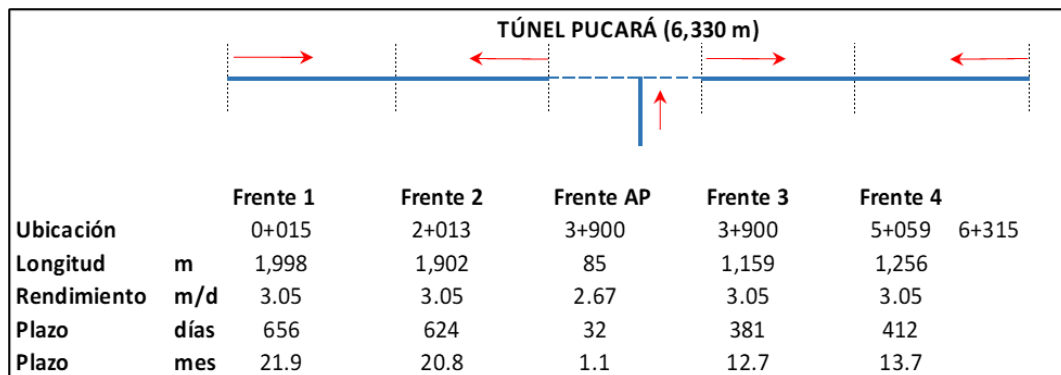 TÚNEL PUCARÁ (6,330 m)
Frente 1 Frente 2 Frente AP Frente 3 Frente 4
Ubicación 0+015 2+013 3+900 3+900 5+059 6+315
Longitud m 1,998 1,902 85 1,159 1,256
Rendimiento m/d 3.05 3.05 2.67 3.05 3.05
Plazo días 656 624 32 381 412
Plazo mes 21.9 20.8 1.1 12.7 13.7